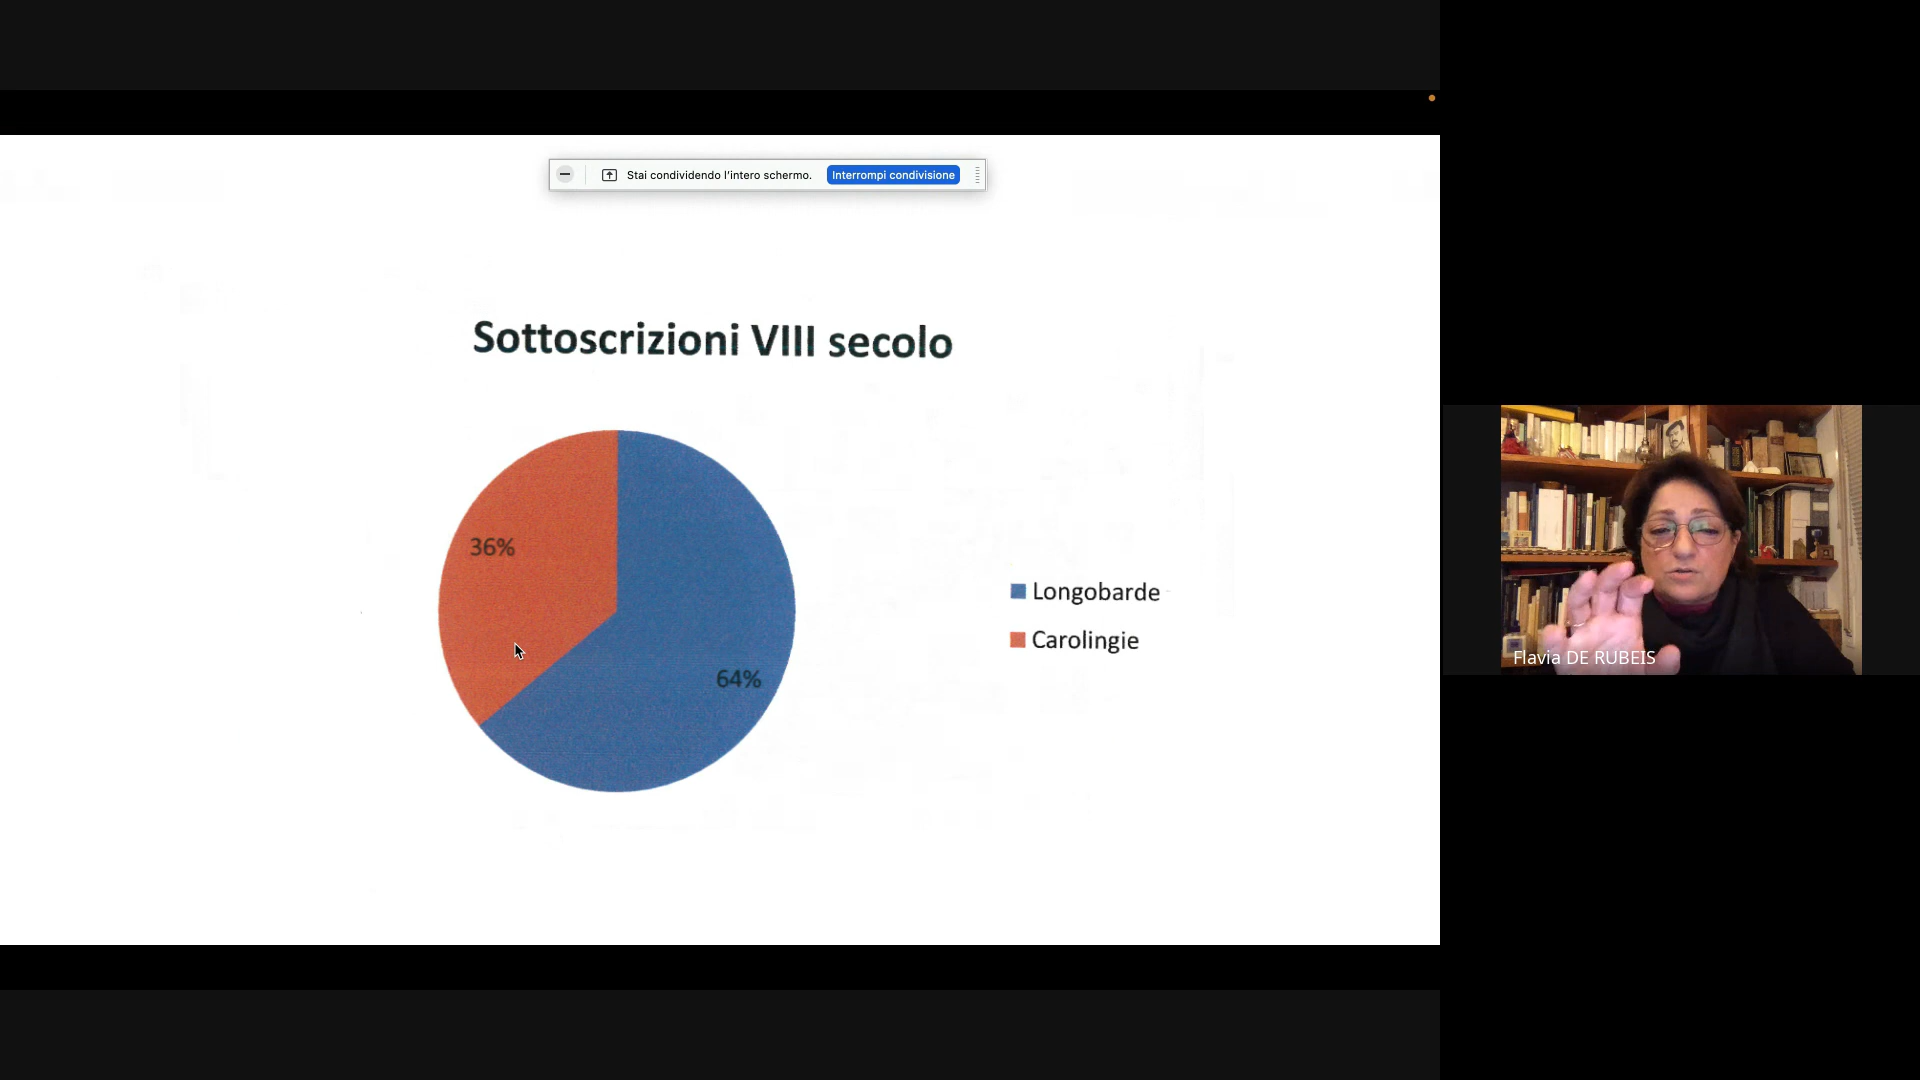 Stai condividendo l'intero schermo. Interrompi condivisione
Sottoscrizioni VIII secolo
36%
64%
Longobarde
Carolingie
Flavia DE RUBEIS